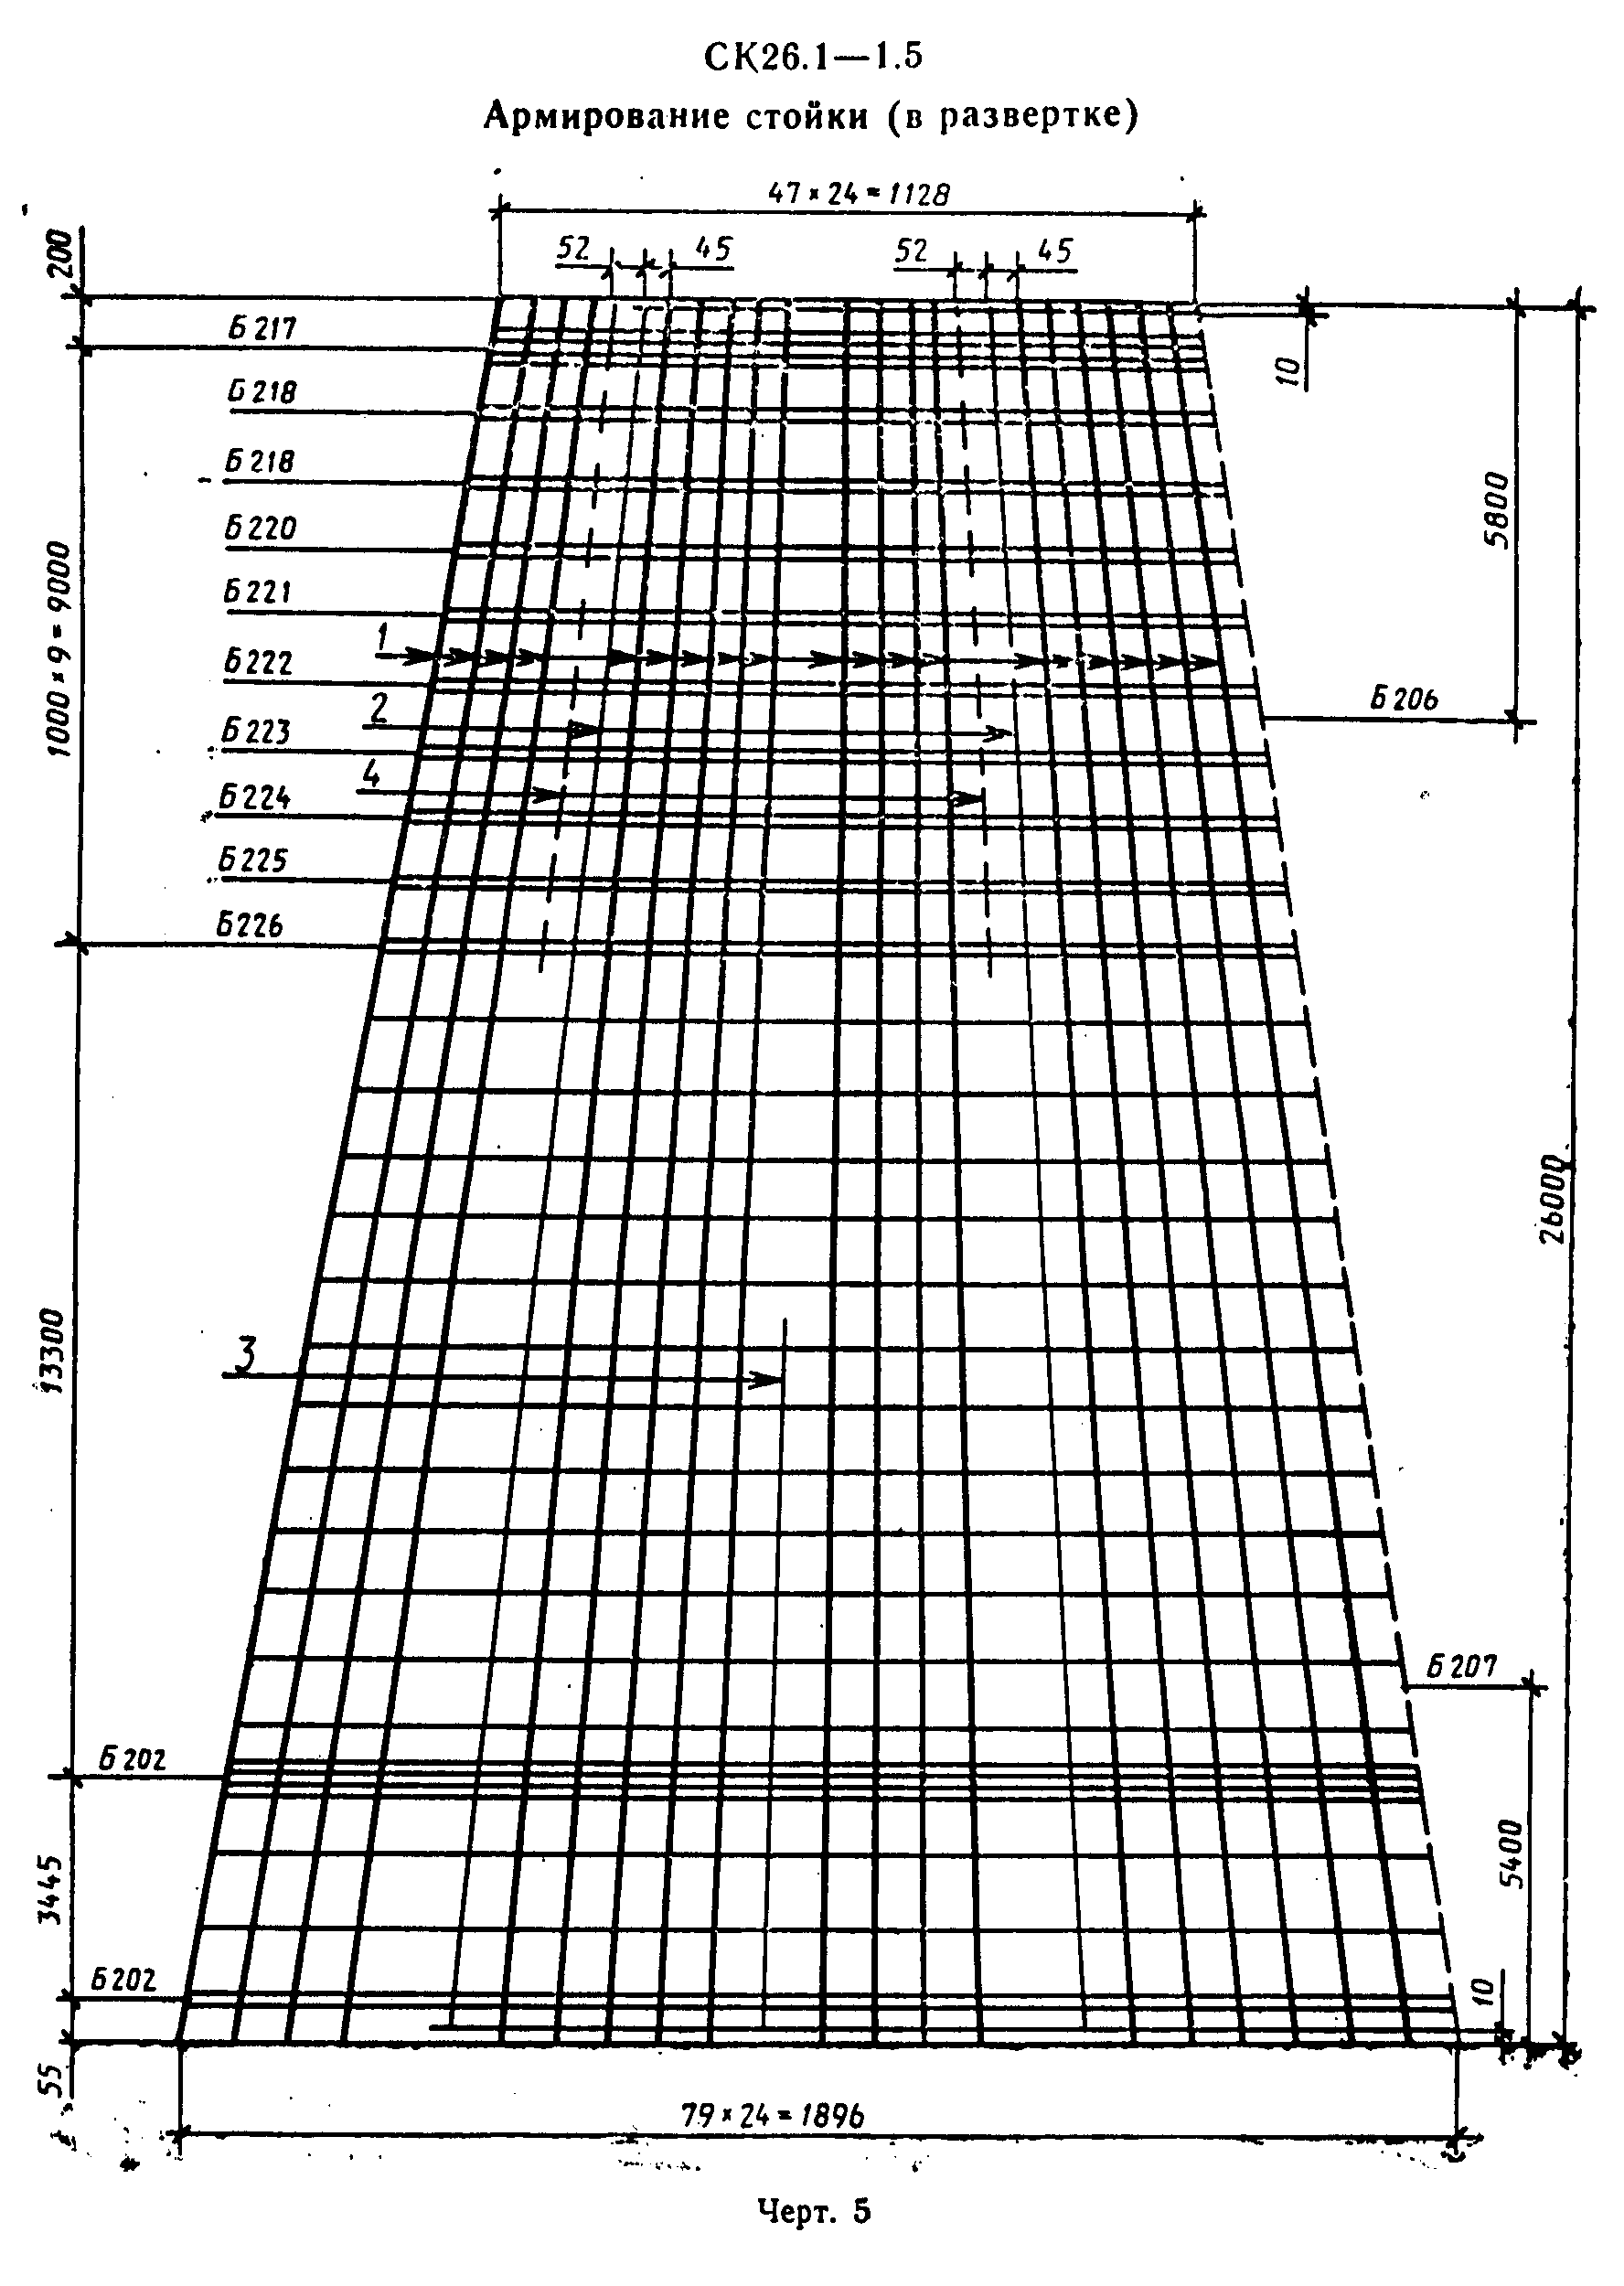 СК26.1—1.5
Армирование стойки (в развертке)
47×24=1128
52 45 52 45
200
Б217
10
Б218
Б218
5800
Б220
1000×9=9000
Б221
1
Б222
2
Б206
Б223
4
Б224
Б225
Б226
26000
13300
3
Б207
Б202
5400
3445
Б202
10
55
79×24=1896
Черт. 5